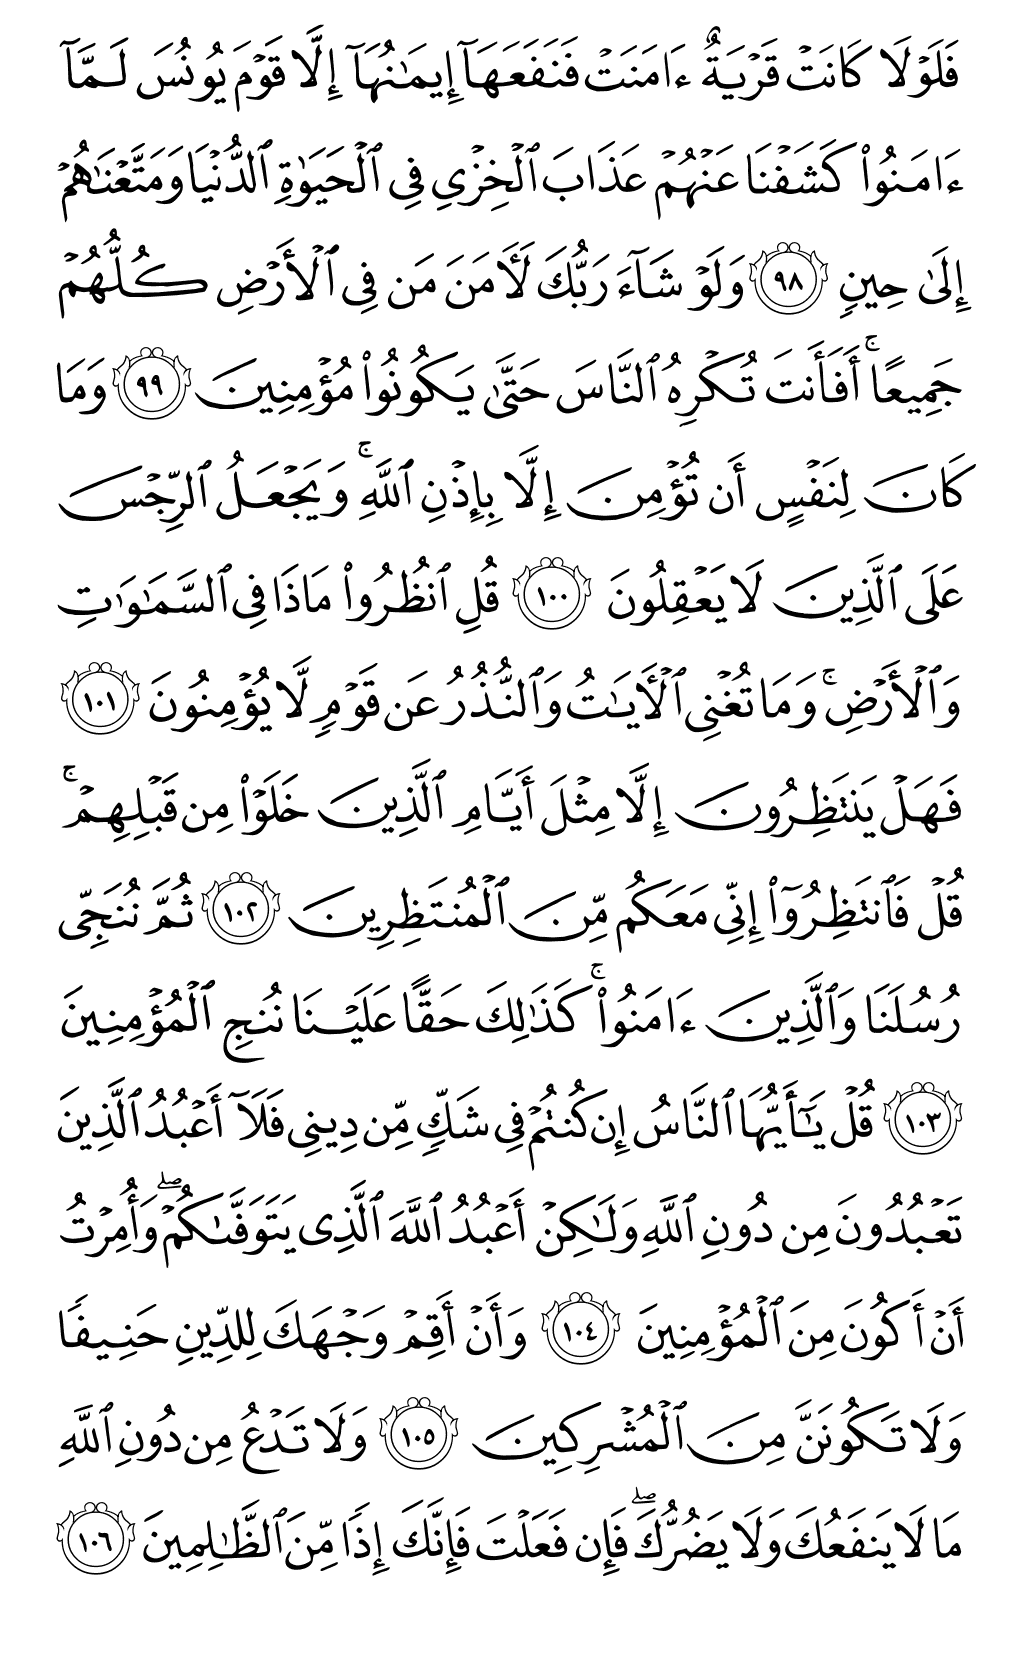 فَلَوۡلَا كَانَتۡ قَرۡيَةٌ ءَامَنَتۡ فَنَفَعَهَآ إِيمَٰنُهَآ إِلَّا قَوۡمَ يُونُسَ لَمَّآ
ءَامَنُواْ كَشَفۡنَا عَنۡهُمۡ عَذَابَ ٱلۡخِزۡيِ فِي ٱلۡحَيَوٰةِ ٱلدُّنۡيَا وَمَتَّعۡنَٰهُمۡ
إِلَىٰ حِينٖ ٩٨ وَلَوۡ شَآءَ رَبُّكَ لَأٓمَنَ مَن فِي ٱلۡأَرۡضِ كُلُّهُمۡ
جَمِيعًاۚ أَفَأَنتَ تُكۡرِهُ ٱلنَّاسَ حَتَّىٰ يَكُونُواْ مُؤۡمِنِينَ ٩٩ وَمَا
كَانَ لِنَفۡسٍ أَن تُؤۡمِنَ إِلَّا بِإِذۡنِ ٱللَّهِۚ وَيَجۡعَلُ ٱلرِّجۡسَ
عَلَى ٱلَّذِينَ لَا يَعۡقِلُونَ ١٠٠ قُلِ ٱنظُرُواْ مَاذَا فِي ٱلسَّمَٰوَٰتِ
وَٱلۡأَرۡضِۚ وَمَا تُغۡنِي ٱلۡأٓيَٰتُ وَٱلنُّذُرُ عَن قَوۡمٖ لَّا يُؤۡمِنُونَ ١٠١
فَهَلۡ يَنتَظِرُونَ إِلَّا مِثۡلَ أَيَّامِ ٱلَّذِينَ خَلَوۡاْ مِن قَبۡلِهِمۡۚ
قُلۡ فَٱنتَظِرُوٓاْ إِنِّي مَعَكُم مِّنَ ٱلۡمُنتَظِرِينَ ١٠٢ ثُمَّ نُنَجِّي
رُسُلَنَا وَٱلَّذِينَ ءَامَنُواْۚ كَذَٰلِكَ حَقًّا عَلَيۡنَا نُنجِ ٱلۡمُؤۡمِنِينَ
١٠٣ قُلۡ يَٰٓأَيُّهَا ٱلنَّاسُ إِن كُنتُمۡ فِي شَكّٖ مِّن دِينِي فَلَآ أَعۡبُدُ ٱلَّذِينَ
تَعۡبُدُونَ مِن دُونِ ٱللَّهِ وَلَٰكِنۡ أَعۡبُدُ ٱللَّهَ ٱلَّذِي يَتَوَفَّىٰكُمۡۖ وَأُمِرۡتُ
أَنۡ أَكُونَ مِنَ ٱلۡمُؤۡمِنِينَ ١٠٤ وَأَنۡ أَقِمۡ وَجۡهَكَ لِلدِّينِ حَنِيفٗا
وَلَا تَكُونَنَّ مِنَ ٱلۡمُشۡرِكِينَ ١٠٥ وَلَا تَدۡعُ مِن دُونِ ٱللَّهِ
مَا لَا يَنفَعُكَ وَلَا يَضُرُّكَۖ فَإِن فَعَلۡتَ فَإِنَّكَ إِذٗا مِّنَ ٱلظَّٰلِمِينَ ١٠٦